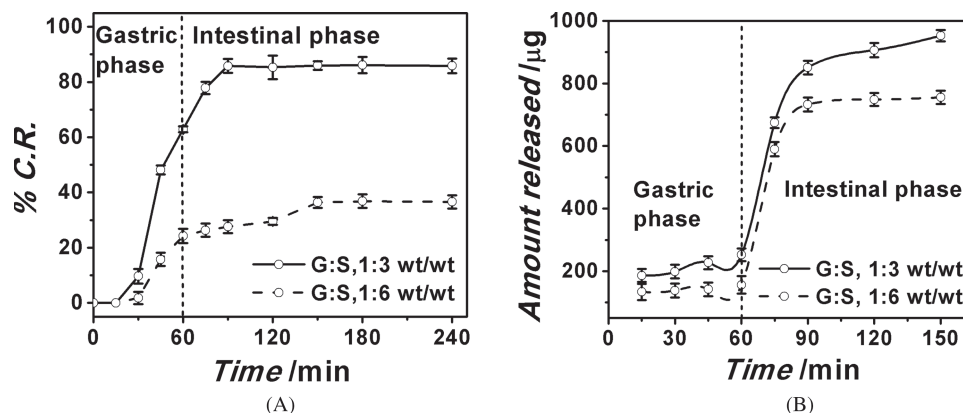 100
80
60
40
20
0
% C.R.
Gastric
phase
Intestinal phase
G:S,1:3 wt/wt
G:S,1:6 wt/wt
0 60 120 180 240
Time /min
(A)
1000
800
600
400
200
Amount released /μg
Gastric
phase
Intestinal phase
G:S, 1:3 wt/wt
G:S, 1:6 wt/wt
0 30 60 90 120 150
Time /min
(B)